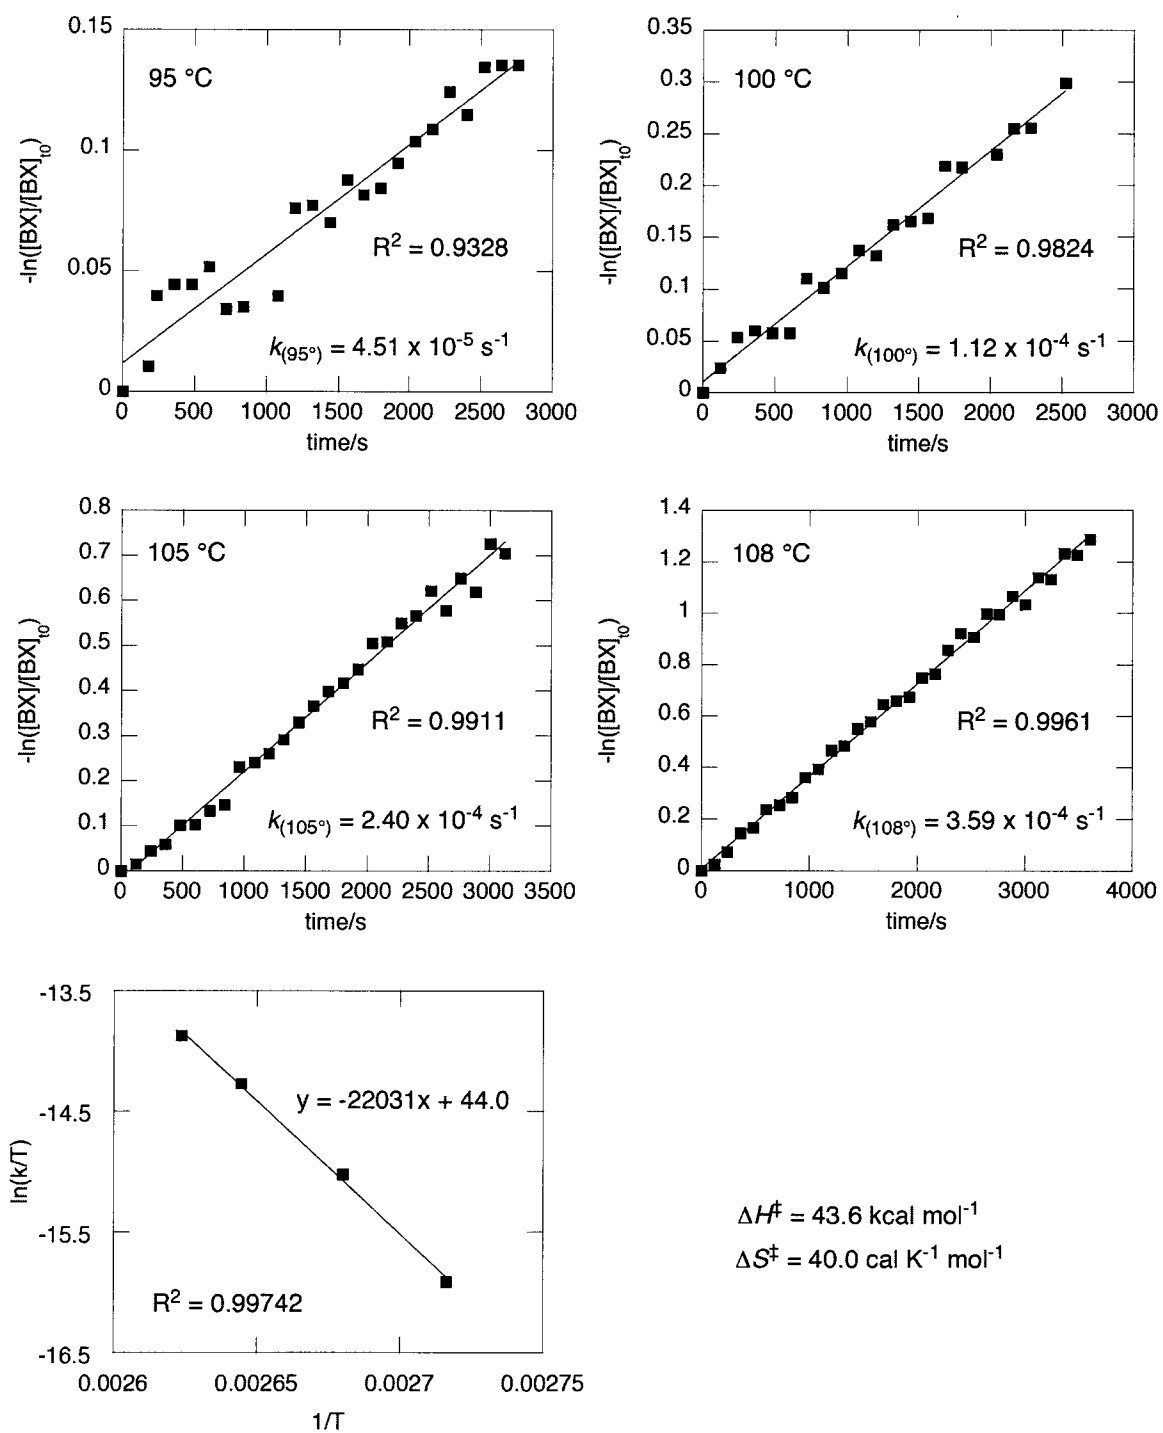 0.15
0.1
0.05
0
-ln([BX]/[BX]t0)
95 °C
R2 = 0.9328
k(95°) = 4.51 x 10-5 s-1
0 500 1000 1500 2000 2500 3000
time/s
0.35
0.3
0.25
0.2
0.15
0.1
0.05
0
-ln([BX]/[BX]t0)
100 °C
R2 = 0.9824
k(100°) = 1.12 x 10-4 s-1
0 500 1000 1500 2000 2500 3000
time/s
0.8
0.7
0.6
0.5
0.4
0.3
0.2
0.1
0
-ln([BX]/[BX]t0)
105 °C
R2 = 0.9911
k(105°) = 2.40 x 10-4 s-1
0 500 1000 1500 2000 2500 3000 3500
time/s
1.4
1.2
1
0.8
0.6
0.4
0.2
0
-ln([BX]/[BX]t0)
108 °C
R2 = 0.9961
k(108°) = 3.59 x 10-4 s-1
0 1000 2000 3000 4000
time/s
-13.5
-14.5
-15.5
-16.5
ln(k/T)
y = -22031x + 44.0
R2 = 0.99742
0.0026 0.00265 0.0027 0.00275
1/T
ΔH‡ = 43.6 kcal mol-1
ΔS‡ = 40.0 cal K-1 mol-1